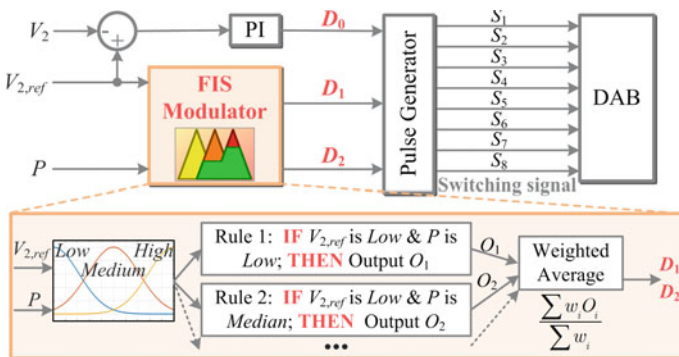 V2
-
+
PI
D0
V2,ref
FIS
Modulator
D1
P
D2
Pulse Generator
S1
S2
S3
S4
S5
S6
S7
S8
Switching signal
DAB
V2,ref
P
Low
High
Medium
Rule 1: IF V2,ref is Low & P is
Low; THEN Output O1
Rule 2: IF V2,ref is Low & P is
Median; THEN Output O2
•••
O1
O2
Weighted
Average
∑ wiOi
∑ wi
D1
D2